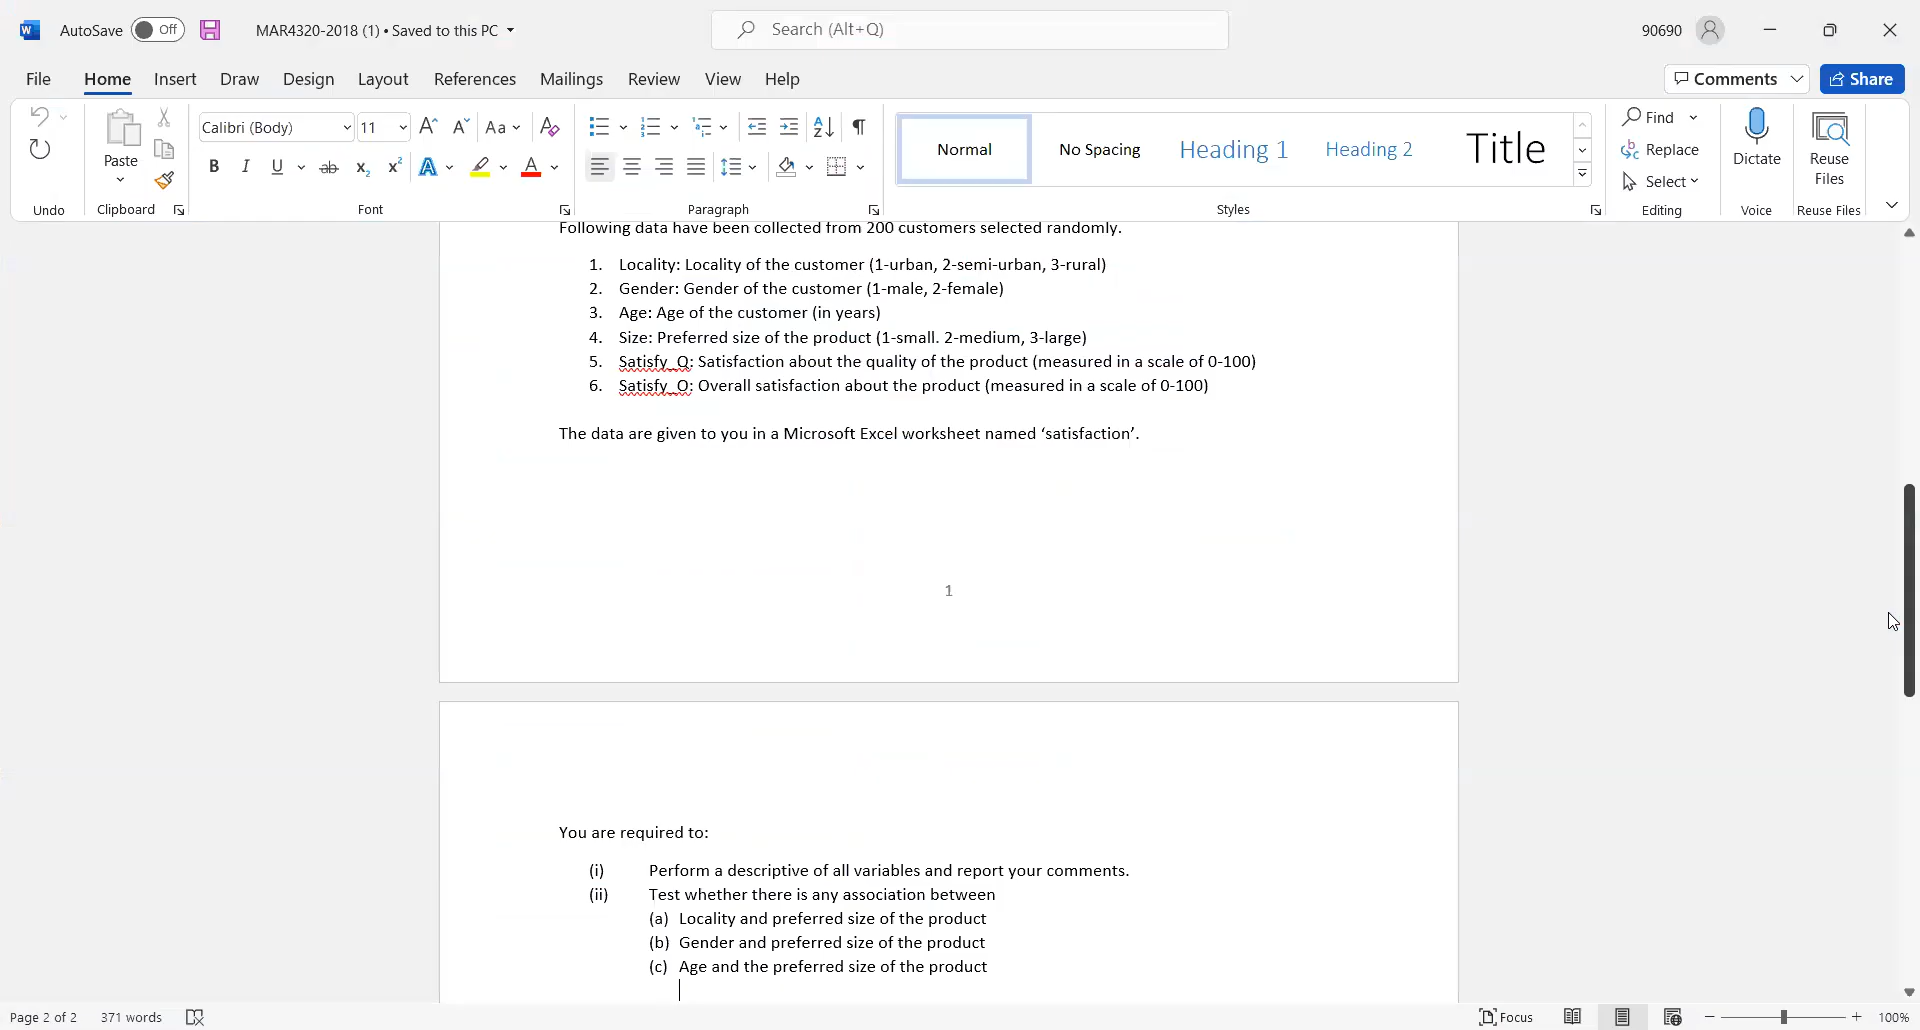 AutoSave Off MAR4320-2018 (1) • Saved to this PC Search (Alt+Q) 90690
File Home Insert Draw Design Layout References Mailings Review View Help Comments Share
Paste Calibri (Body) 11 Aa Normal No Spacing Heading 1 Heading 2 Title Find Replace Select Dictate Reuse Files
Undo Clipboard Font Paragraph Styles Editing Voice Reuse Files
Following data have been collected from 200 customers selected randomly.
1. Locality: Locality of the customer (1-urban, 2-semi-urban, 3-rural)
2. Gender: Gender of the customer (1-male, 2-female)
3. Age: Age of the customer (in years)
4. Size: Preferred size of the product (1-small. 2-medium, 3-large)
5. Satisfy_Q: Satisfaction about the quality of the product (measured in a scale of 0-100)
6. Satisfy_O: Overall satisfaction about the product (measured in a scale of 0-100)
The data are given to you in a Microsoft Excel worksheet named ‘satisfaction’.
1
You are required to:
(i) Perform a descriptive of all variables and report your comments.
(ii) Test whether there is any association between
(a) Locality and preferred size of the product
(b) Gender and preferred size of the product
(c) Age and the preferred size of the product
Page 2 of 2 371 words Focus 100%